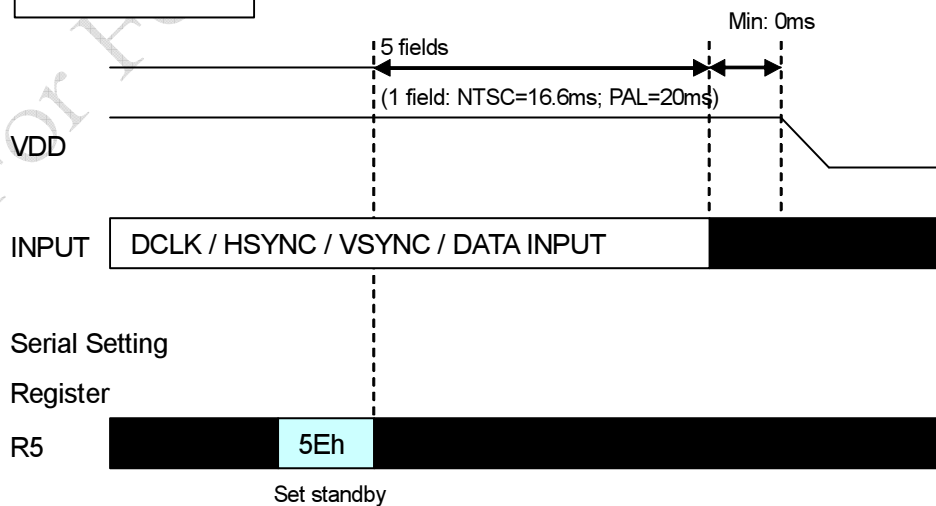 Min: 0ms
5 fields
(1 field: NTSC=16.6ms; PAL=20ms)
VDD
INPUT DCLK / HSYNC / VSYNC / DATA INPUT
Serial Setting
Register
R5 5Eh
Set standby